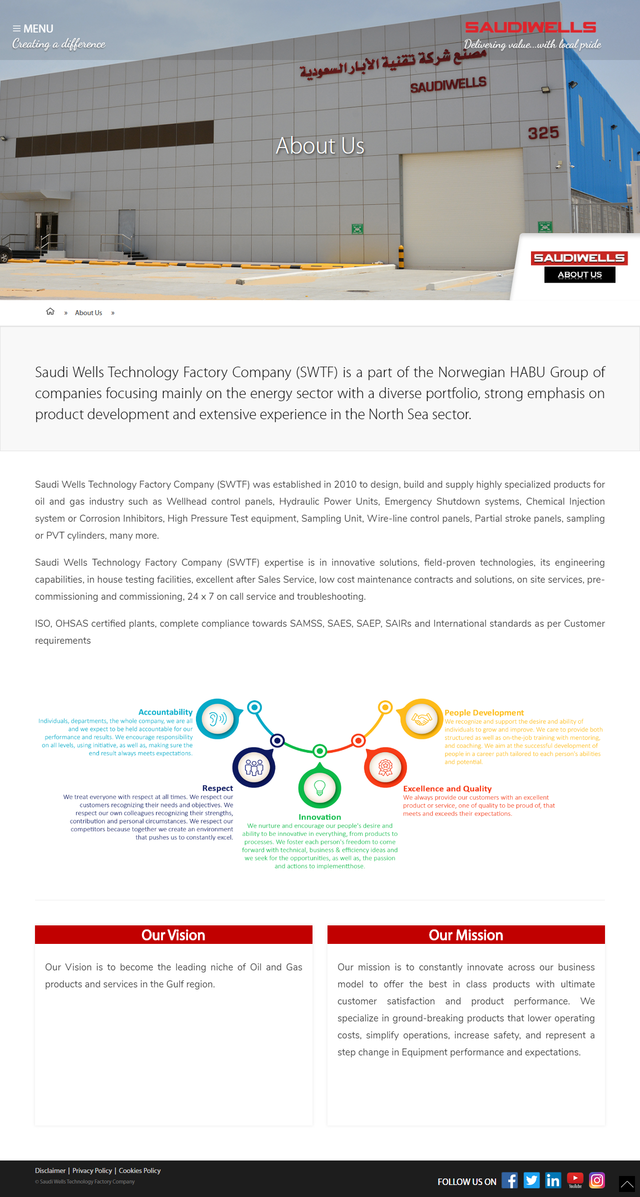 MENU
Creating a difference
SAUDIWELLS
Delivering value...with local pride
مصنع شركة تقنية الآبار السعودية
SAUDIWELLS
325
About Us
SAUDIWELLS
ABOUT US
» About Us »
Saudi Wells Technology Factory Company (SWTF) is a part of the Norwegian HABU Group of
companies focusing mainly on the energy sector with a diverse portfolio, strong emphasis on
product development and extensive experience in the North Sea sector.
Saudi Wells Technology Factory Company (SWTF) was established in 2010 to design, build and supply highly specialized products for
oil and gas industry such as Wellhead control panels, Hydraulic Power Units, Emergency Shutdown systems, Chemical Injection
system or Corrosion Inhibitors, High Pressure Test equipment, Sampling Unit, Wire-line control panels, Partial stroke panels, sampling
or PVT cylinders, many more.
Saudi Wells Technology Factory Company (SWTF) expertise is in innovative solutions, field-proven technologies, its engineering
capabilities, in house testing facilities, excellent after Sales Service, low cost maintenance contracts and solutions, on site services, pre-
commissioning and commissioning, 24 x 7 on call service and troubleshooting.
ISO, OHSAS certified plants, complete compliance towards SAMSS, SAES, SAEP, SAIRs and International standards as per Customer
requirements
Accountability
Individuals, departments, the whole company, we are all
and we expect to be held accountable for our
performance and results. We encourage responsibility
on all levels, using initiative, as well as, making sure the
end result always meets expectations.
People Development
We recognize and support the desire and ability of
individuals to grow and improve. We care to provide both
structured as well as on-the-job training with mentoring,
and coaching. We aim at the successful development of
people in a career path tailored to each person's abilities
and potential
Respect
We treat everyone with respect at all times. We respect our
customers recognizing their needs and objectives. We
respect our own colleagues recognizing their strengths,
contribution and personal circumstances. We respect our
competitors because together we create an environment
that pushes us to constantly excel.
Excellence and Quality
We always provide our customers with an excellent
product or service, one of quality to be proud of, that
meets and exceeds their expectations.
Innovation
We nurture and encourage our people's desire and
ability to be innovative in everything, from products to
processes. We foster each person's freedom to come
forward with technical, business & efficiency ideas and
we seek for the opportunities, as well as, the passion
and actions to implementthose.
Our Vision
Our Vision is to become the leading niche of Oil and Gas
products and services in the Gulf region.
Our Mission
Our mission is to constantly innovate across our business
model to offer the best in class products with ultimate
customer satisfaction and product performance. We
specialize in ground-breaking products that lower operating
costs, simplify operations, increase safety, and represent a
step change in Equipment performance and expectations.
Disclaimer | Privacy Policy | Cookies Policy
© Saudi Wells Technology Factory Company
FOLLOW US ON
YouTube